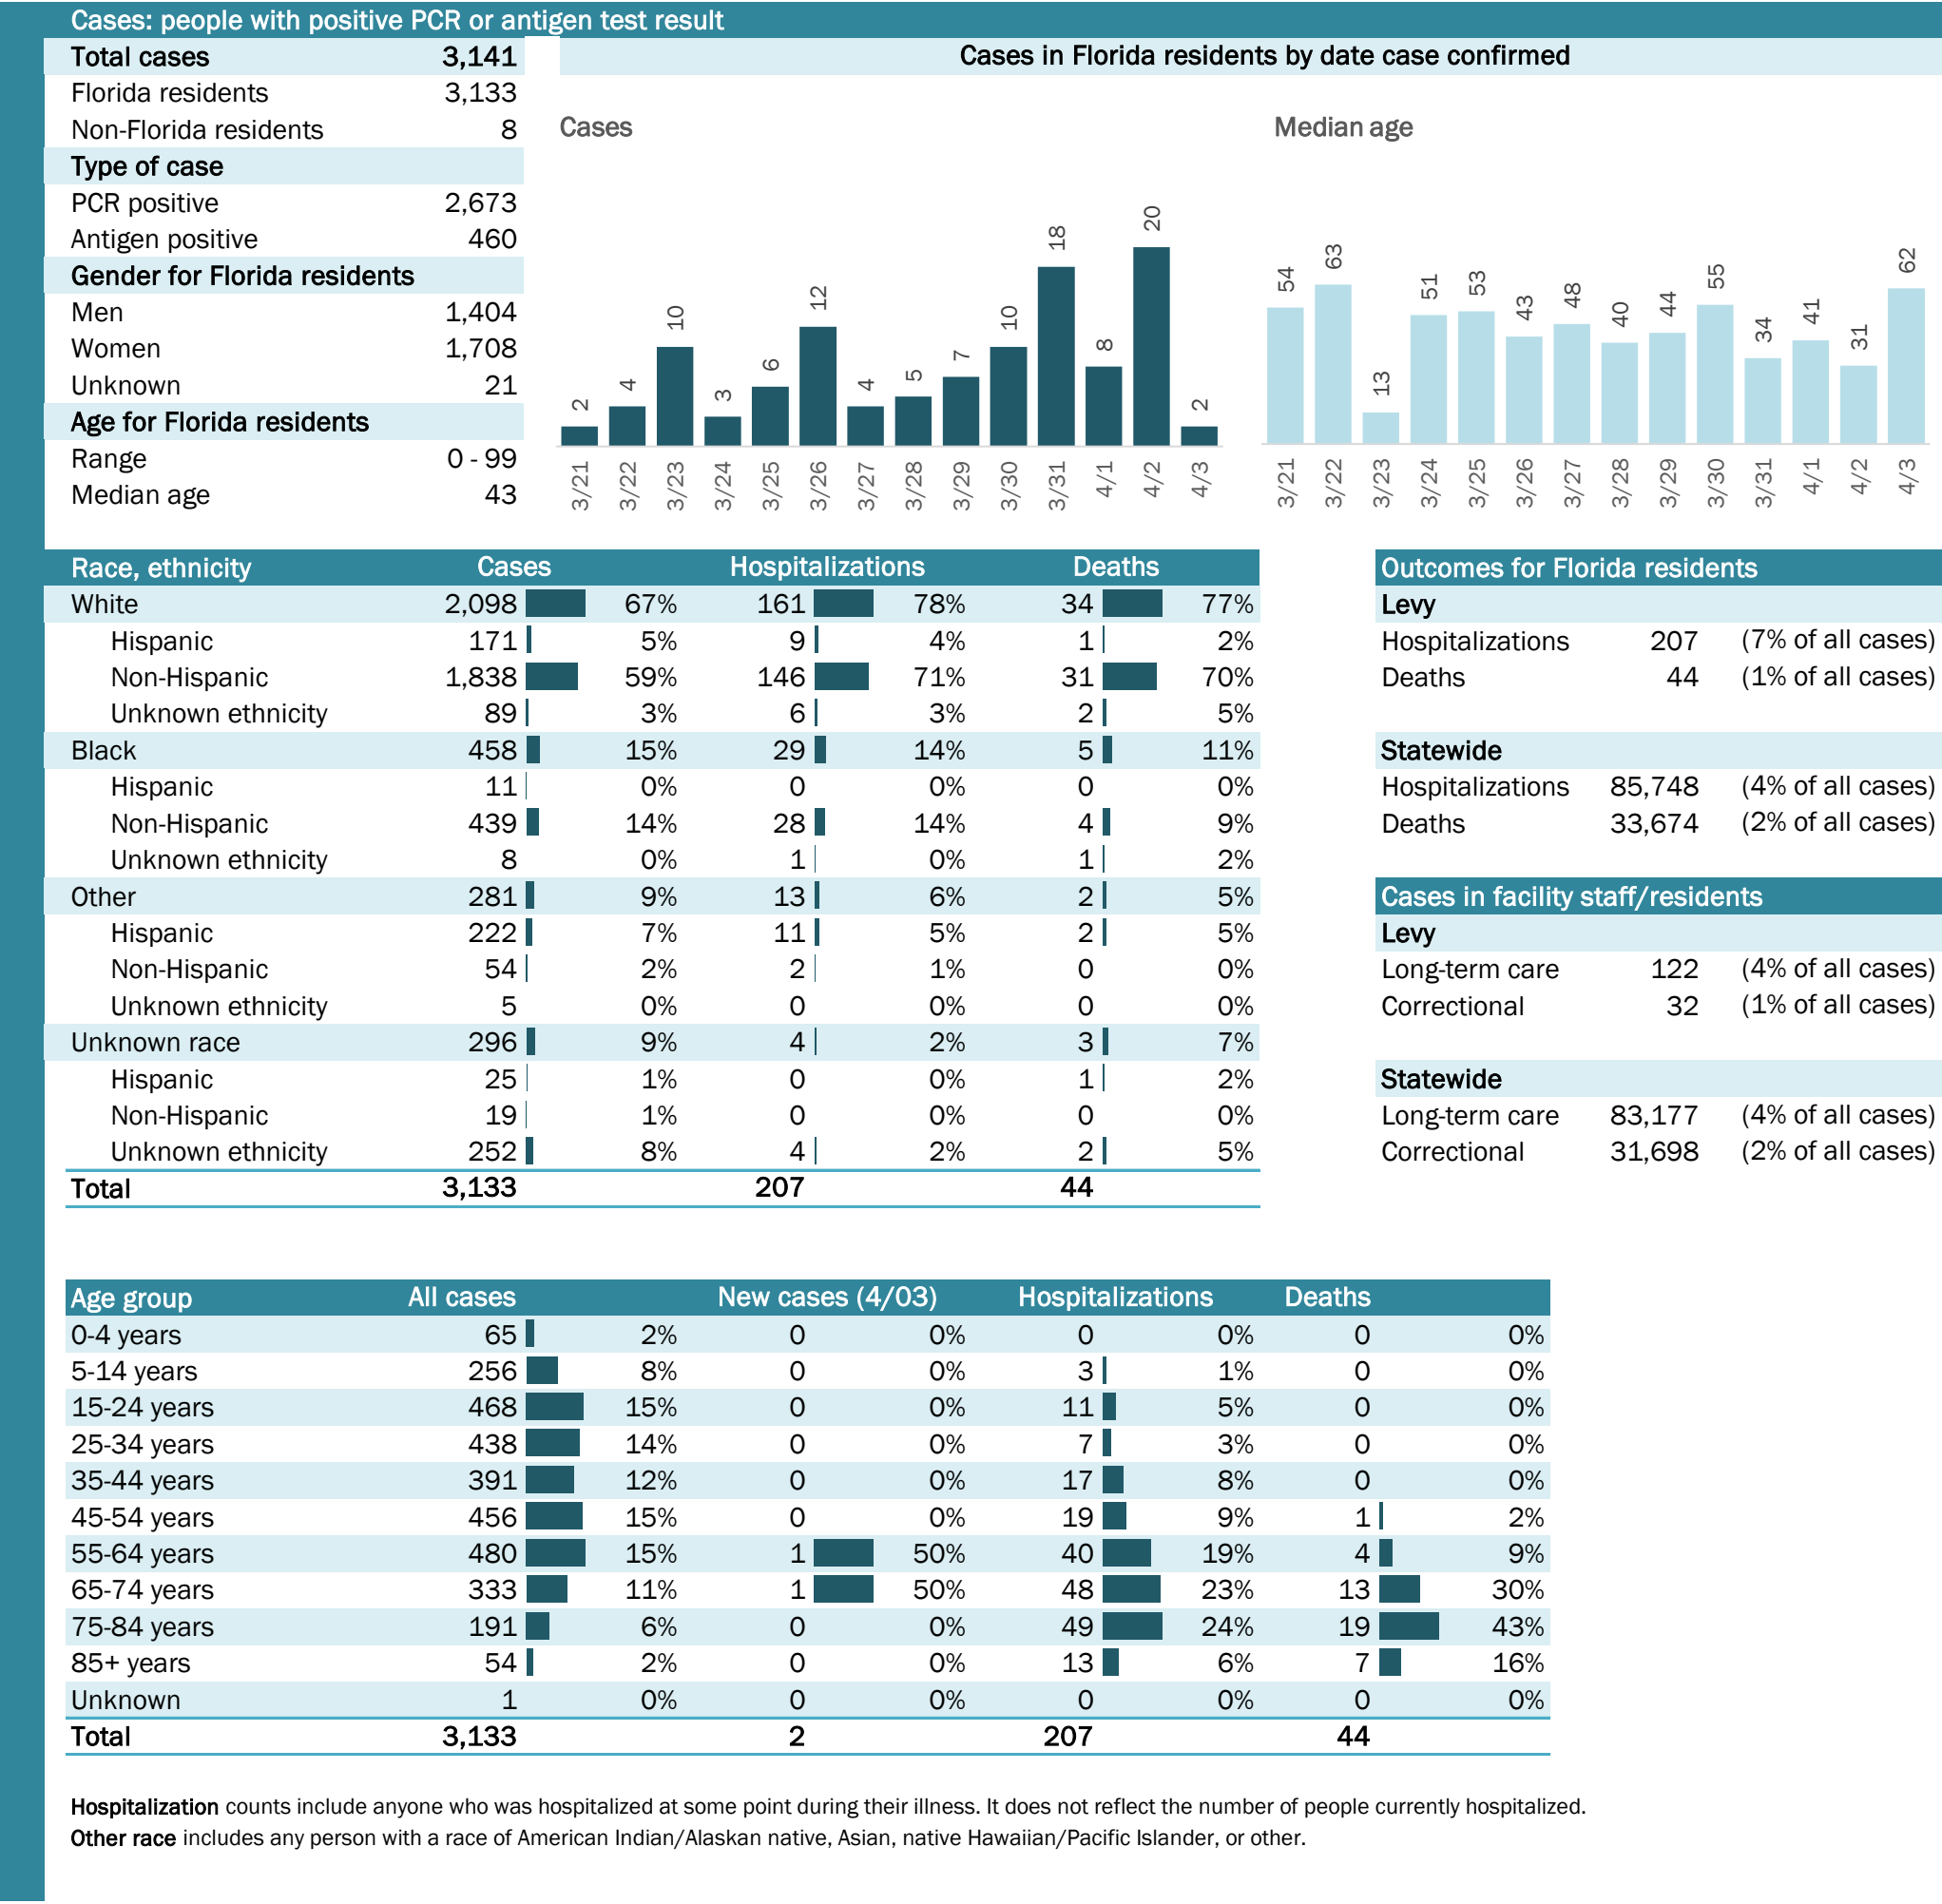 Cases: people with positive PCR or antigen test result
Total cases 3,141
Florida residents 3,133
Non-Florida residents 8
Type of case
PCR positive 2,673
Antigen positive 460
Gender for Florida residents
Men 1,404
Women 1,708
Unknown 21
Age for Florida residents
Range 0 - 99
Median age 43
Cases in Florida residents by date case confirmed
Cases
2 4 10 3 6 12 4 5 7 10 18 8 20 2
3/21 3/22 3/23 3/24 3/25 3/26 3/27 3/28 3/29 3/30 3/31 4/1 4/2 4/3
Median age
54 63 13 51 53 43 48 40 44 55 34 41 31 62
3/21 3/22 3/23 3/24 3/25 3/26 3/27 3/28 3/29 3/30 3/31 4/1 4/2 4/3
Race, ethnicity Cases Hospitalizations Deaths
White 2,098 67% 161 78% 34 77%
Hispanic 171 5% 9 4% 1 2%
Non-Hispanic 1,838 59% 146 71% 31 70%
Unknown ethnicity 89 3% 6 3% 2 5%
Black 458 15% 29 14% 5 11%
Hispanic 11 0% 0 0% 0 0%
Non-Hispanic 439 14% 28 14% 4 9%
Unknown ethnicity 8 0% 1 0% 1 2%
Other 281 9% 13 6% 2 5%
Hispanic 222 7% 11 5% 2 5%
Non-Hispanic 54 2% 2 1% 0 0%
Unknown ethnicity 5 0% 0 0% 0 0%
Unknown race 296 9% 4 2% 3 7%
Hispanic 25 1% 0 0% 1 2%
Non-Hispanic 19 1% 0 0% 0 0%
Unknown ethnicity 252 8% 4 2% 2 5%
Total 3,133 207 44
Outcomes for Florida residents
Levy
Hospitalizations 207 (7% of all cases)
Deaths 44 (1% of all cases)
Statewide
Hospitalizations 85,748 (4% of all cases)
Deaths 33,674 (2% of all cases)
Cases in facility staff/residents
Levy
Long-term care 122 (4% of all cases)
Correctional 32 (1% of all cases)
Statewide
Long-term care 83,177 (4% of all cases)
Correctional 31,698 (2% of all cases)
Age group All cases New cases (4/03) Hospitalizations Deaths
0-4 years 65 2% 0 0% 0 0% 0 0%
5-14 years 256 8% 0 0% 3 1% 0 0%
15-24 years 468 15% 0 0% 11 5% 0 0%
25-34 years 438 14% 0 0% 7 3% 0 0%
35-44 years 391 12% 0 0% 17 8% 0 0%
45-54 years 456 15% 0 0% 19 9% 1 2%
55-64 years 480 15% 1 50% 40 19% 4 9%
65-74 years 333 11% 1 50% 48 23% 13 30%
75-84 years 191 6% 0 0% 49 24% 19 43%
85+ years 54 2% 0 0% 13 6% 7 16%
Unknown 1 0% 0 0% 0 0% 0 0%
Total 3,133 2 207 44
Hospitalization counts include anyone who was hospitalized at some point during their illness. It does not reflect the number of people currently hospitalized.
Other race includes any person with a race of American Indian/Alaskan native, Asian, native Hawaiian/Pacific Islander, or other.